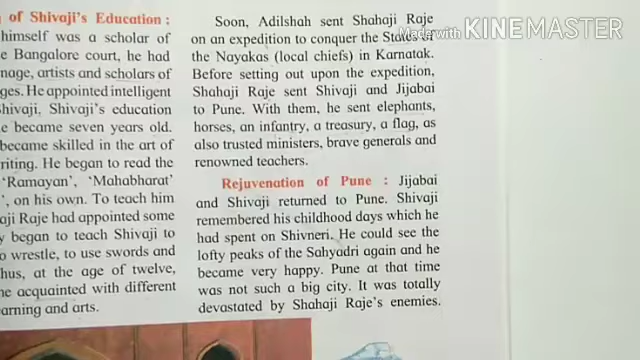 of Shivaji's Education :
himself was a scholar of
Bangalore court, he had
artists and scholars of
He appointed intelligent
Shivaji. Shivaji's education
became seven years old.
became skilled in the art of
He began to read the
'Ramayan', 'Mahabharat'
on his own. To teach him
Raje had appointed some
began to teach Shivaji to
wrestle, to use swords and
at the age of twelve,
acquainted with different
and arts.
Soon, Adilshah sent Shahaji Raje
on an expedition to conquer the States of
the Nayakas (local chiefs) in Karnatak.
Before setting out upon the expedition,
Shahaji Raje sent Shivaji and Jijabai
to Pune. With them, he sent elephants,
horses, an infantry, a treasury, a flag, as
also trusted ministers, brave generals and
renowned teachers.
Rejuvenation of Pune : Jijabai
and Shivaji returned to Pune. Shivaji
remembered his childhood days which he
had spent on Shivneri. He could see the
lofty peaks of the Sahyadri again and he
became very happy. Pune at that time
was not such a big city. It was totally
devastated by Shahaji Raje's enemies.
Made with KINEMASTER